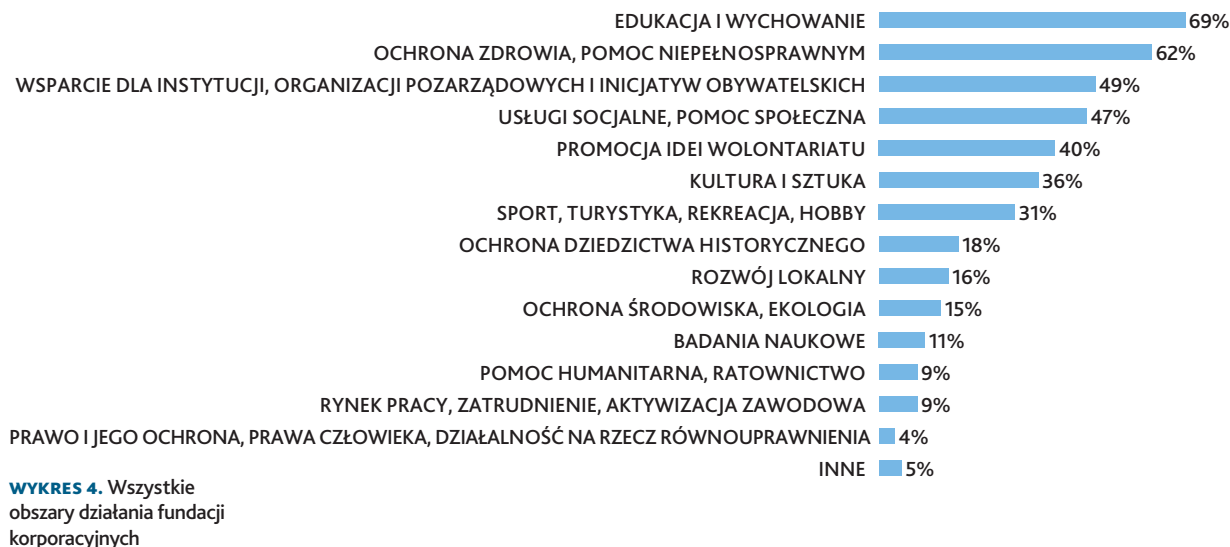 EDUKACJA I WYCHOWANIE 69%
OCHRONA ZDROWIA, POMOC NIEPEŁNOSPRAWNYM 62%
WSPARCIE DLA INSTYTUCJI, ORGANIZACJI POZARZĄDOWYCH I INICJATYW OBYWATELSKICH 49%
USŁUGI SOCJALNE, POMOC SPOŁECZNA 47%
PROMOCJA IDEI WOLONTARIATU 40%
KULTURA I SZTUKA 36%
SPORT, TURYSTYKA, REKREACJA, HOBBY 31%
OCHRONA DZIEDZICTWA HISTORYCZNEGO 18%
ROZWÓJ LOKALNY 16%
OCHRONA ŚRODOWISKA, EKOLOGIA 15%
BADANIA NAUKOWE 11%
POMOC HUMANITARNA, RATOWNICTWO 9%
RYNEK PRACY, ZATRUDNIENIE, AKTYWIZACJA ZAWODOWA 9%
PRAWO I JEGO OCHRONA, PRAWA CZŁOWIEKA, DZIAŁALNOŚĆ NA RZECZ RÓWNOUPRAWNIENIA 4%
INNE 5%
WYKRES 4. Wszystkie
obszary działania fundacji
korporacyjnych